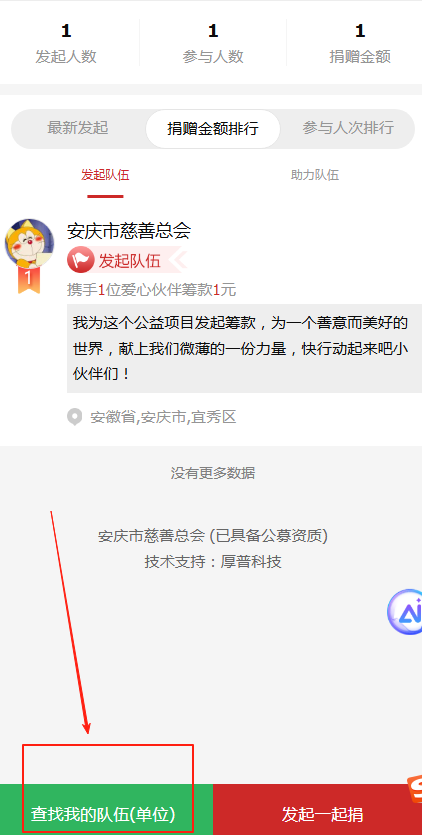 1 1 1
发起人数 参与人数 捐赠金额
最新发起 捐赠金额排行 参与人次排行
发起队伍 助力队伍
安庆市慈善总会
1 发起队伍
携手1位爱心伙伴筹款1元
我为这个公益项目发起筹款，为一个善意而美好的
世界，献上我们微薄的一份力量，快行动起来吧小
伙伴们！
安徽省,安庆市,宜秀区
没有更多数据
安庆市慈善总会 (已具备公募资质)
技术支持：厚普科技
AI
查找我的队伍(单位) 发起一起捐